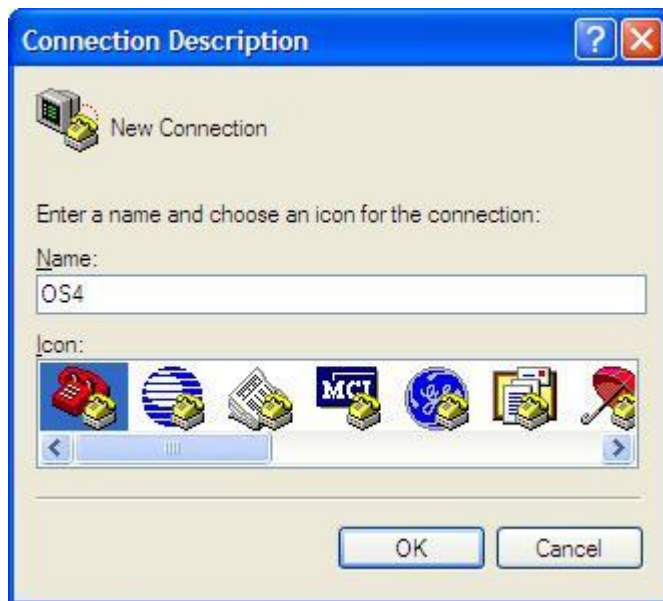 Connection Description
New Connection
Enter a name and choose an icon for the connection:
Name:
OS4
Icon:
MCI
OK Cancel